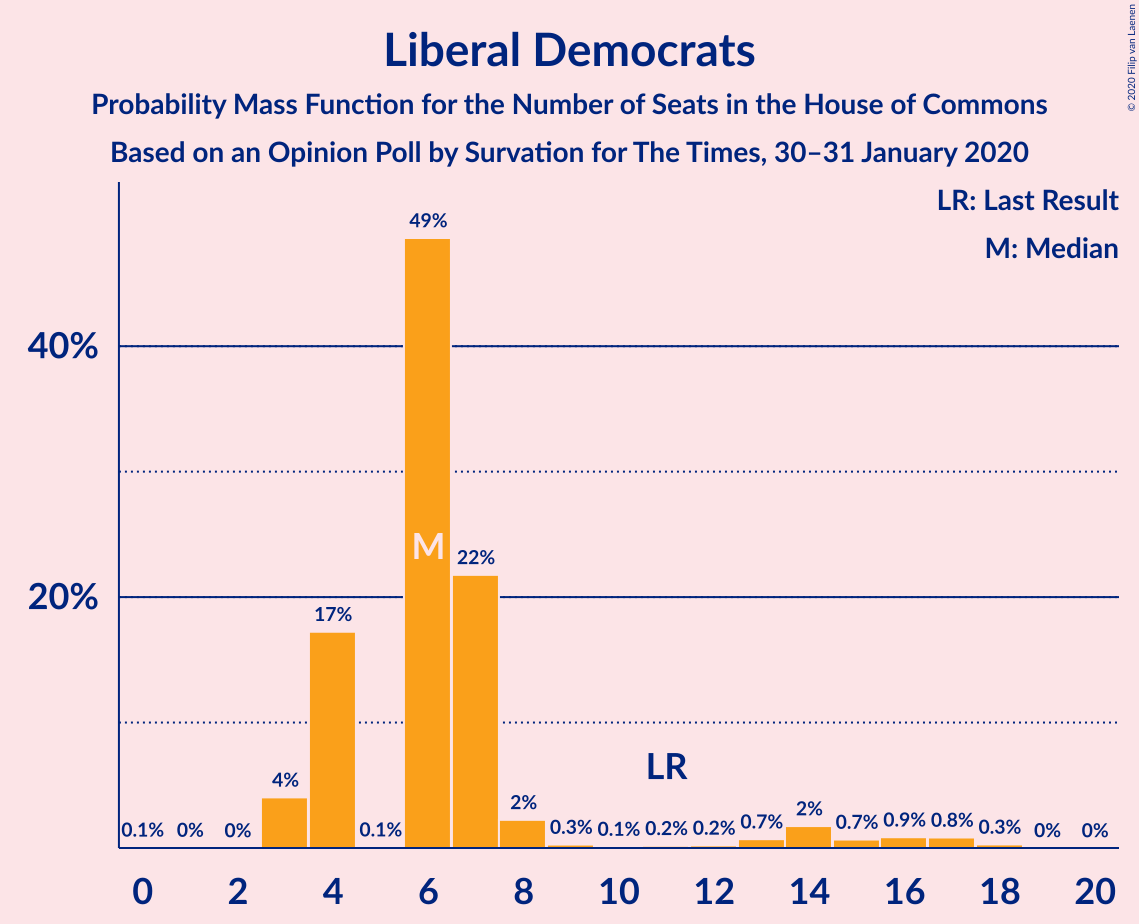 © 2020 Filip van Laenen
Liberal Democrats
Probability Mass Function for the Number of Seats in the House of Commons
Based on an Opinion Poll by Survation for The Times, 30–31 January 2020
LR: Last Result
M: Median
49%
40%
M
22%
20%
17%
LR
4%
2%
2%
0.1% 0% 0% 0.1% 0.3% 0.1% 0.2% 0.2% 0.7% 0.7% 0.9% 0.8% 0.3% 0% 0%
0 2 4 6 8 10 12 14 16 18 20